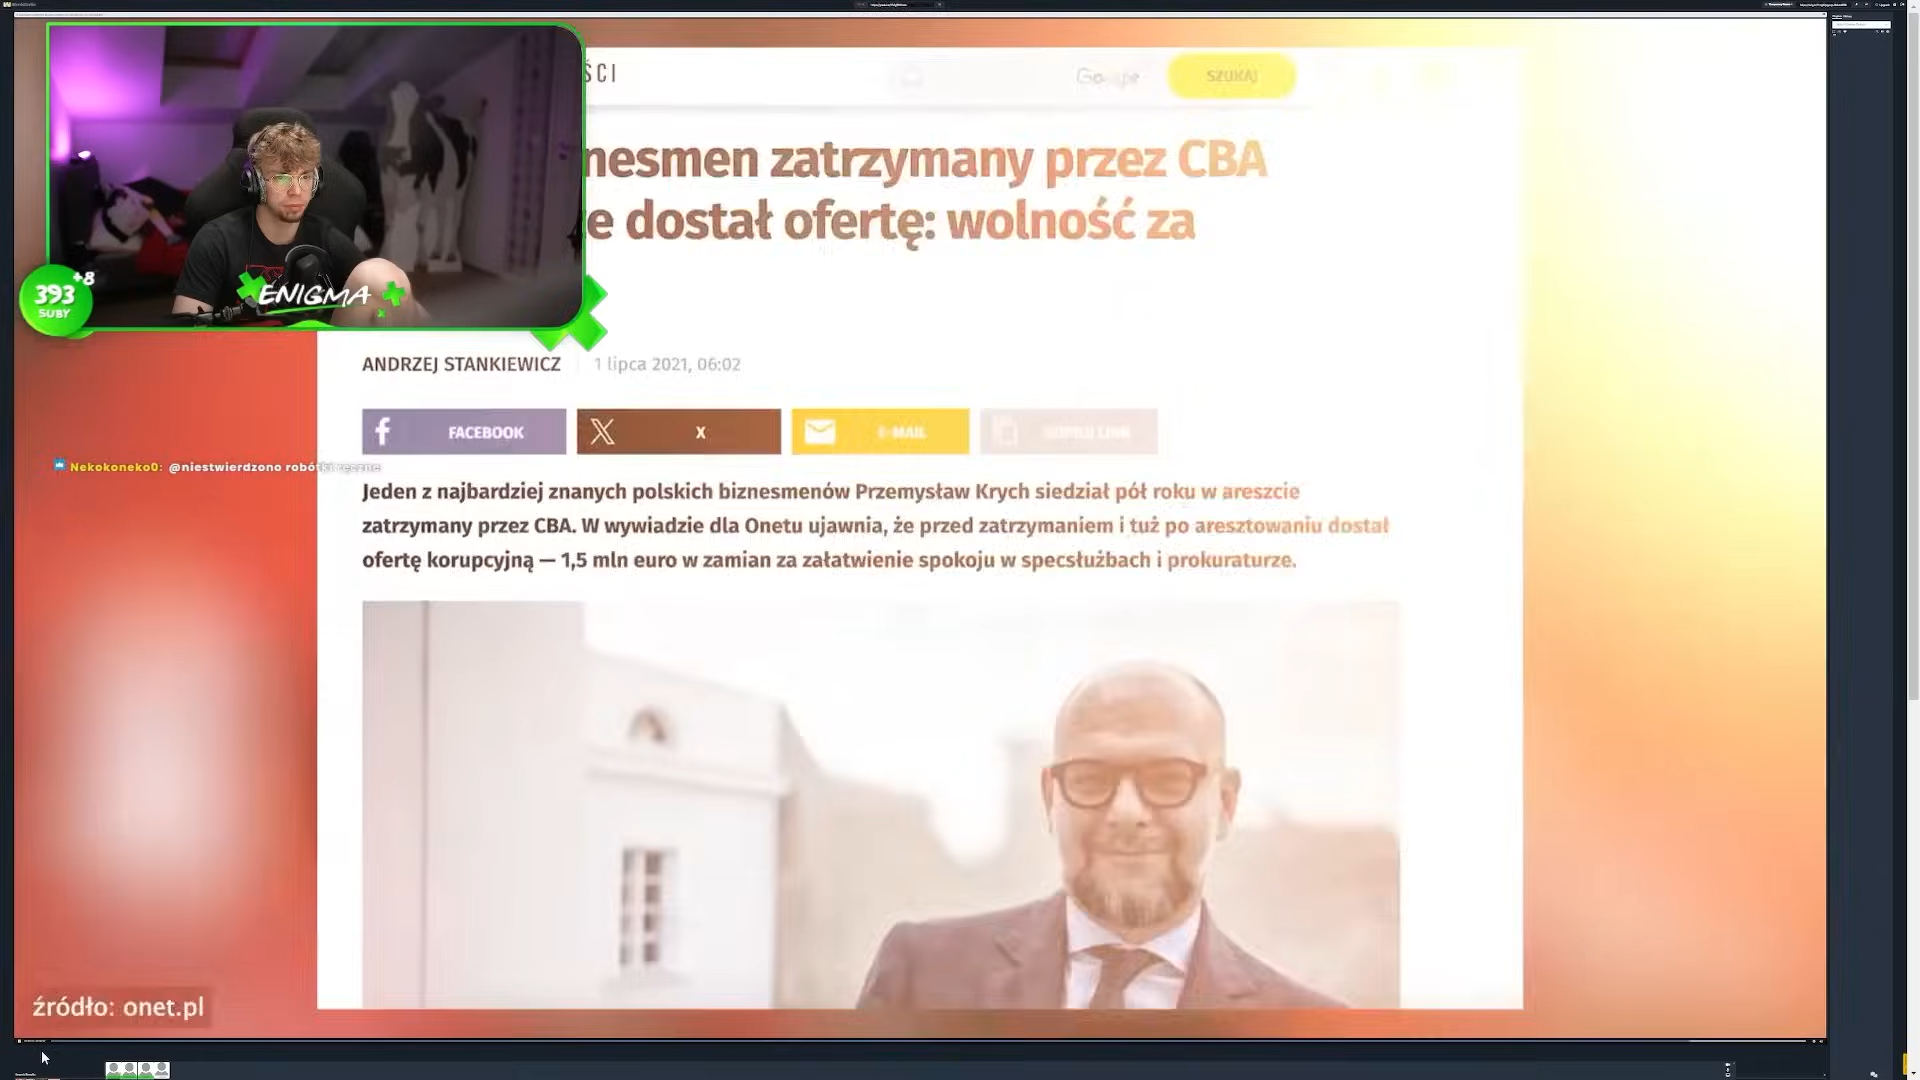 ŚCI
Google
SZUKAJ
nesmen zatrzymany przez CBA
e dostał ofertę: wolność za
+8
393
SUBY
ENIGMA
ANDRZEJ STANKIEWICZ
1 lipca 2021, 06:02
FACEBOOK
X
E-MAIL
KOPIUJ LINK
Nekokoneko0: @niestwierdzono robótki ręczne
Jeden z najbardziej znanych polskich biznesmenów Przemysław Krych siedział pół roku w areszcie
zatrzymany przez CBA. W wywiadzie dla Onetu ujawnia, że przed zatrzymaniem i tuż po aresztowaniu dostał
ofertę korupcyjną — 1,5 mln euro w zamian za załatwienie spokoju w specsłużbach i prokuraturze.
źródło: onet.pl